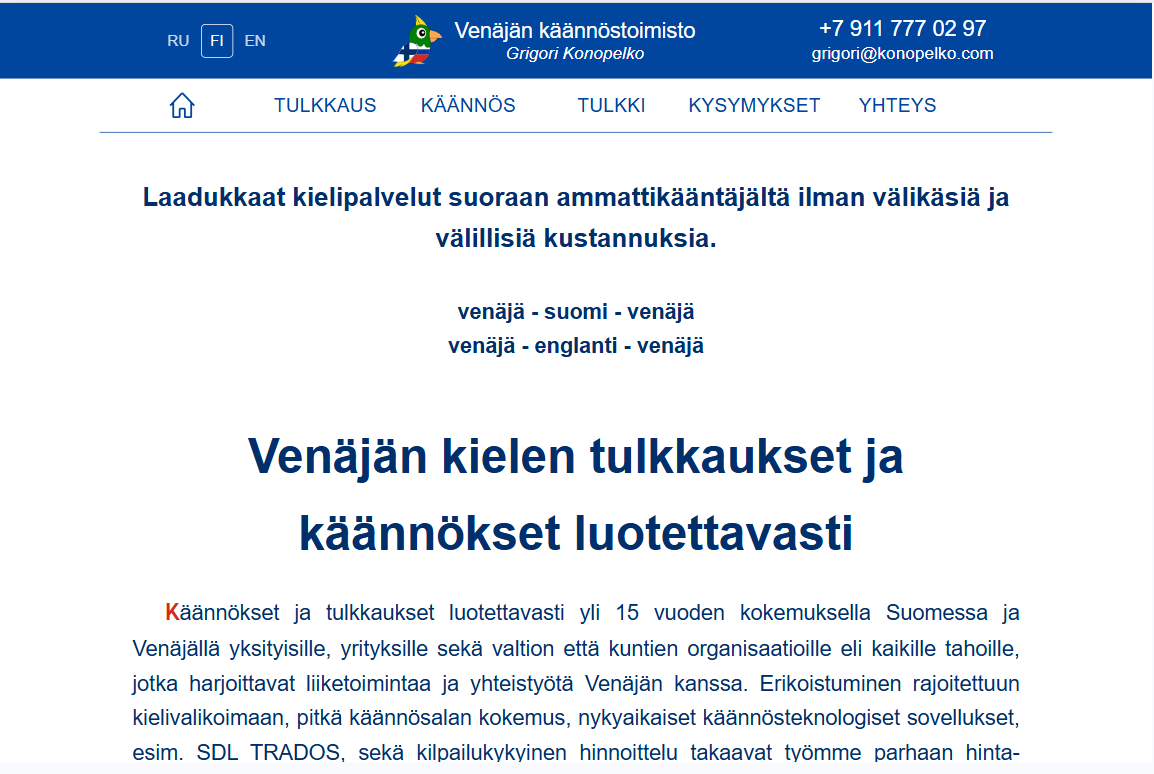 RU FI EN
Venäjän käännöstoimisto
Grigori Konopelko
+7 911 777 02 97
grigori@konopelko.com
TULKKAUS KÄÄNNÖS TULKKI KYSYMYKSET YHTEYS
Laadukkaat kielipalvelut suoraan ammattikääntäjältä ilman välikäsiä ja
välillisiä kustannuksia.
venäjä - suomi - venäjä
venäjä - englanti - venäjä
Venäjän kielen tulkkaukset ja
käännökset luotettavasti
Käännökset ja tulkkaukset luotettavasti yli 15 vuoden kokemuksella Suomessa ja
Venäjällä yksityisille, yrityksille sekä valtion että kuntien organisaatioille eli kaikille tahoille,
jotka harjoittavat liiketoimintaa ja yhteistyötä Venäjän kanssa. Erikoistuminen rajoitettuun
kielivalikoimaan, pitkä käännösalan kokemus, nykyaikaiset käännösteknologiset sovellukset,
esim. SDL TRADOS, sekä kilpailukykyinen hinnoittelu takaavat työmme parhaan hinta-